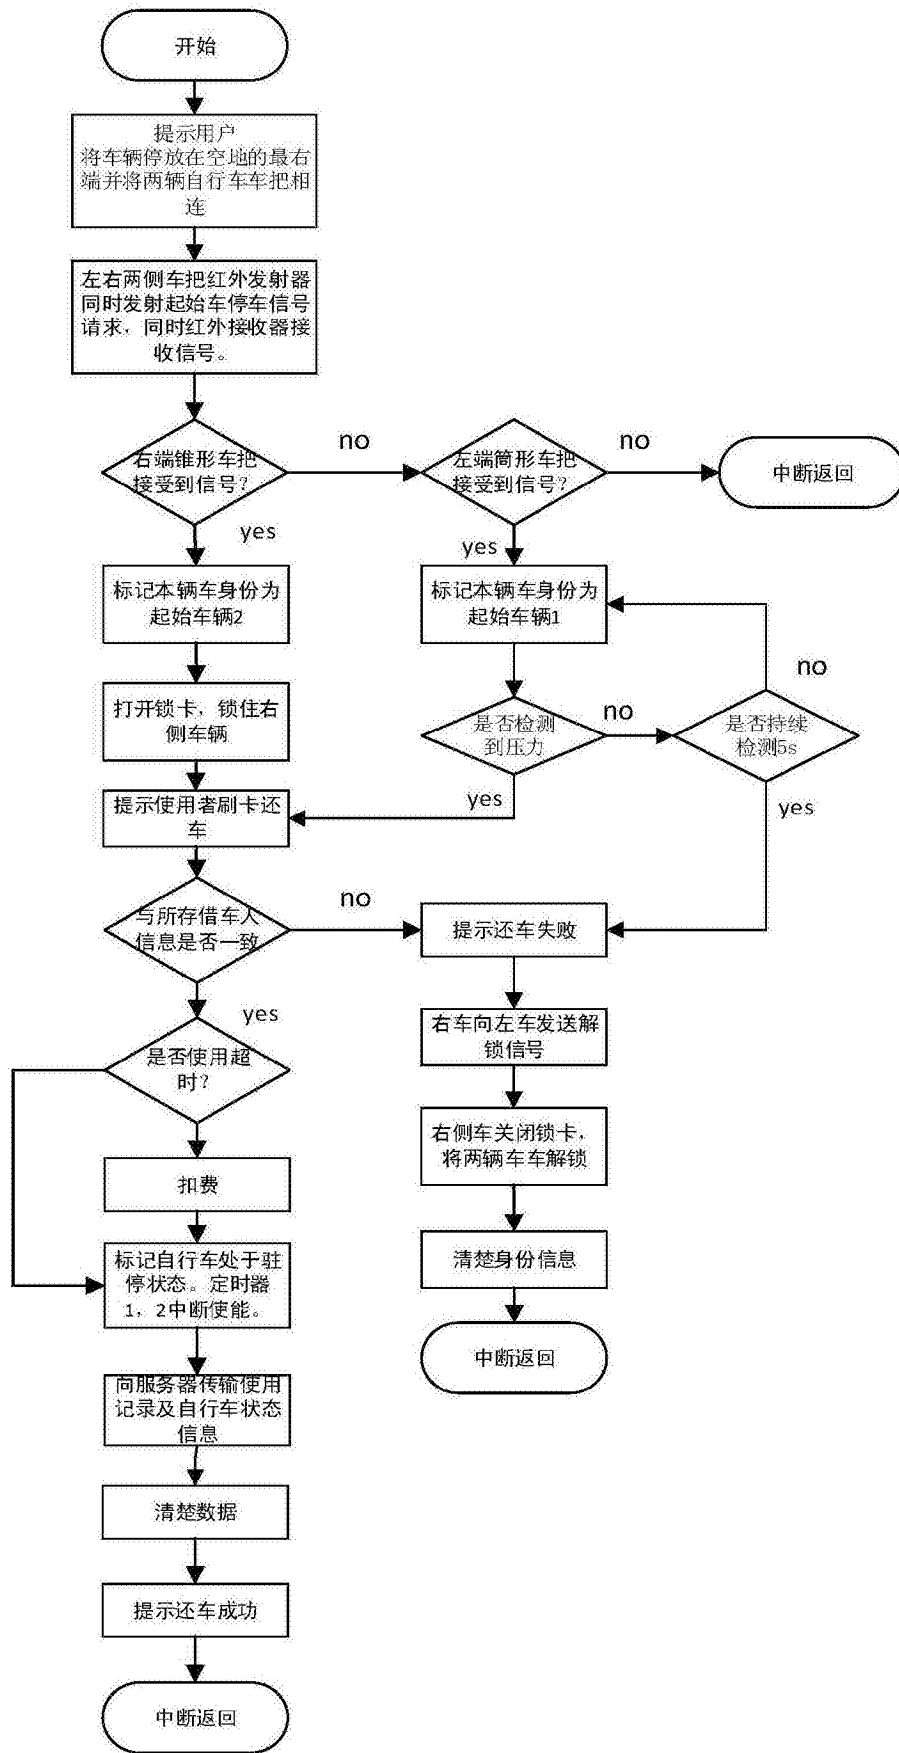 开始
提示用户
将车辆停放在空地的最右
端并将两辆自行车车把相
连
左右两侧车把红外发射器
同时发射起始车停车信号
请求，同时红外接收器接
收信号。
右端锥形车把
接受到信号？
no
左端筒形车把
接受到信号？
no
中断返回
yes
yes
标记本辆车身份为
起始车辆2
标记本辆车身份为
起始车辆1
no
打开锁卡，锁住右
侧车辆
是否检测
到压力
no
是否持续
检测5s
yes
yes
提示使用者刷卡还
车
与所存借车人
信息是否一致
no
提示还车失败
yes
右车向左车发送解
锁信号
是否使用超
时？
右侧车关闭锁卡，
将两辆车车解锁
扣费
清楚身份信息
标记自行车处于驻
停状态。定时器
1，2中断使能。
中断返回
向服务器传输使用
记录及自行车状态
信息
清楚数据
提示还车成功
中断返回